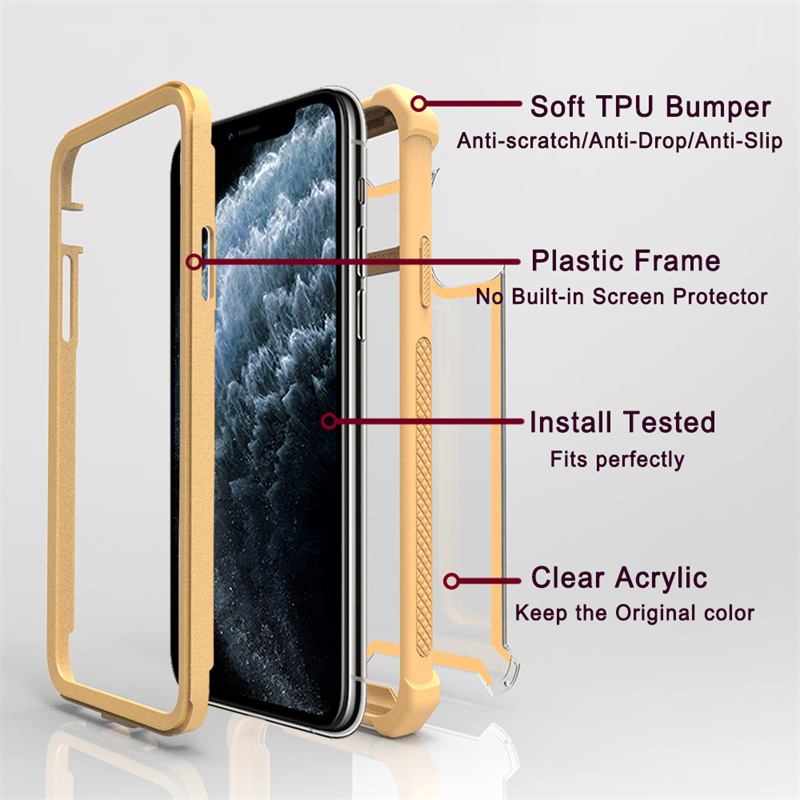 Soft TPU Bumper
Anti-scratch/Anti-Drop/Anti-Slip
Plastic Frame
No Built-in Screen Protector
Install Tested
Fits perfectly
Clear Acrylic
Keep the Original color